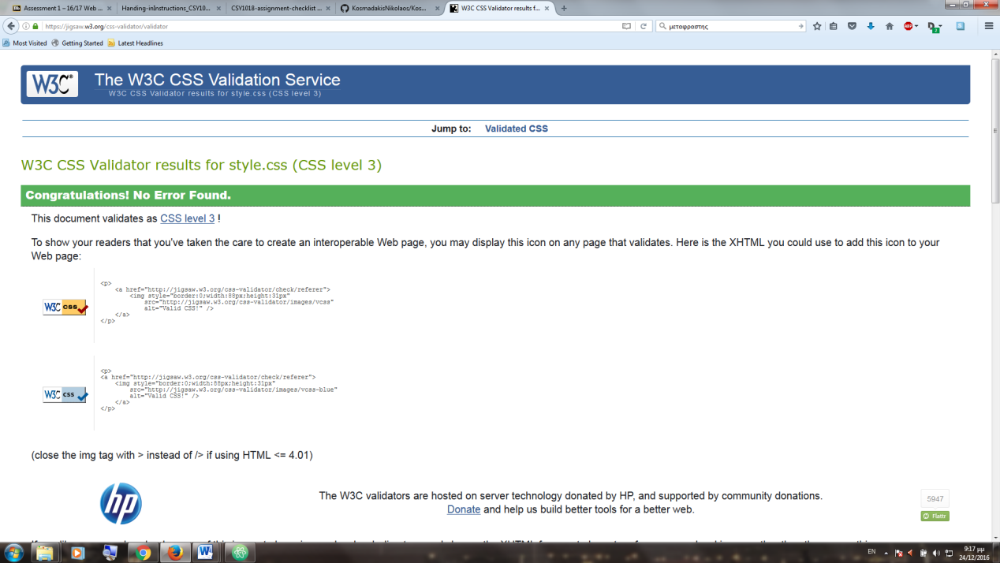 Assessment 1 – 16/17 Web ...
Handing-inInstructions_CSY10...
CSY1018-assignment-checklist ...
KosmadakisNikolaos/Kos...
W3C CSS Validator results f...
https://jigsaw.w3.org/css-validator/validator
μεταφραστης
Most Visited
Getting Started
Latest Headlines
W3C®
The W3C CSS Validation Service
W3C CSS Validator results for style.css (CSS level 3)
Jump to: Validated CSS
W3C CSS Validator results for style.css (CSS level 3)
Congratulations! No Error Found.
This document validates as CSS level 3 !
To show your readers that you've taken the care to create an interoperable Web page, you may display this icon on any page that validates. Here is the XHTML you could use to add this icon to your
Web page:
W3C CSS
<p>
<a href="http://jigsaw.w3.org/css-validator/check/referer">
<img style="border:0;width:88px;height:31px"
src="http://jigsaw.w3.org/css-validator/images/vcss"
alt="Valid CSS!" />
</a>
</p>
W3C CSS
<p>
<a href="http://jigsaw.w3.org/css-validator/check/referer">
<img style="border:0;width:88px;height:31px"
src="http://jigsaw.w3.org/css-validator/images/vcss-blue"
alt="Valid CSS!" />
</a>
</p>
(close the img tag with > instead of /> if using HTML <= 4.01)
hp
The W3C validators are hosted on server technology donated by HP, and supported by community donations.
Donate and help us build better tools for a better web.
5947
Flattr
EN
9:17 μμ
24/12/2016